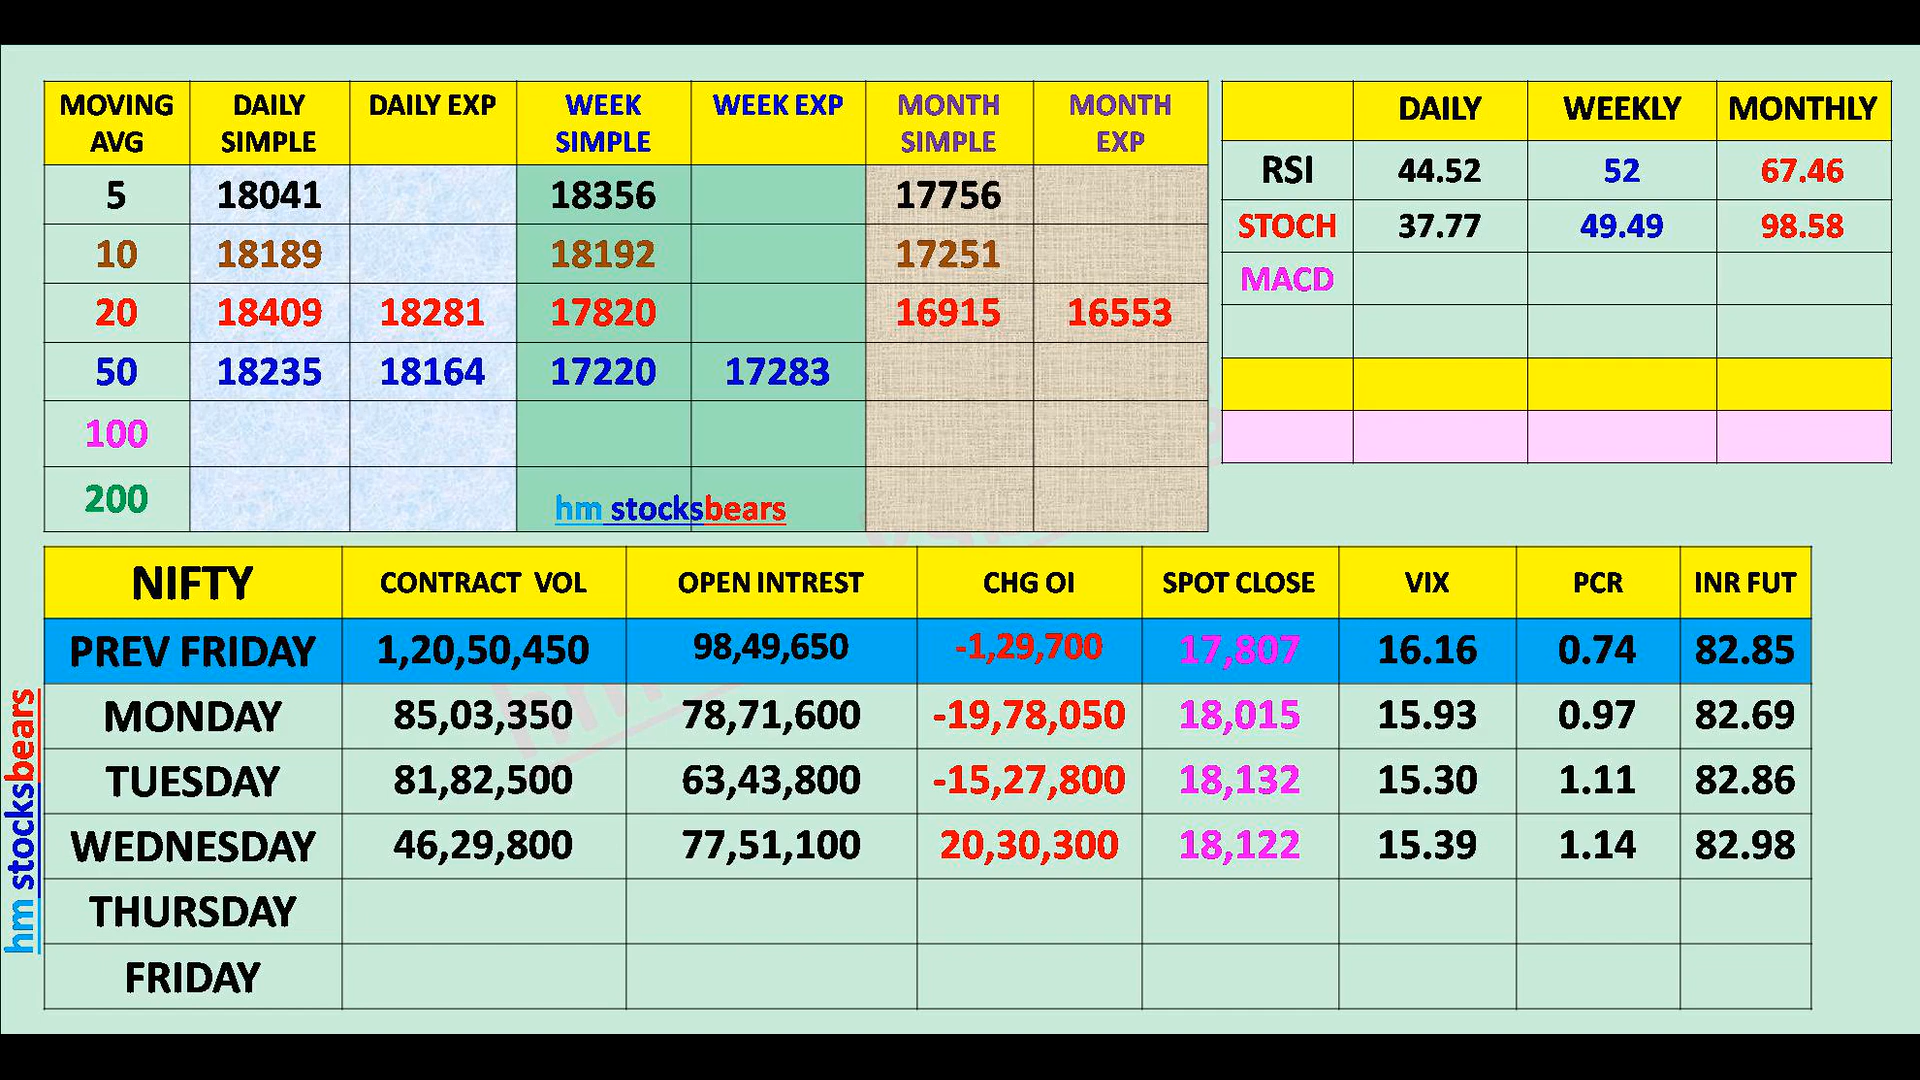 MOVING AVG DAILY SIMPLE DAILY EXP WEEK SIMPLE WEEK EXP MONTH SIMPLE MONTH EXP
5 18041 18356 17756
10 18189 18192 17251
20 18409 18281 17820 16915 16553
50 18235 18164 17220 17283
100
200
hm stocksbears
DAILY WEEKLY MONTHLY
RSI 44.52 52 67.46
STOCH 37.77 49.49 98.58
MACD
NIFTY CONTRACT VOL OPEN INTREST CHG OI SPOT CLOSE VIX PCR INR FUT
PREV FRIDAY 1,20,50,450 98,49,650 -1,29,700 17,807 16.16 0.74 82.85
MONDAY 85,03,350 78,71,600 -19,78,050 18,015 15.93 0.97 82.69
TUESDAY 81,82,500 63,43,800 -15,27,800 18,132 15.30 1.11 82.86
WEDNESDAY 46,29,800 77,51,100 20,30,300 18,122 15.39 1.14 82.98
THURSDAY
FRIDAY
hm stocksbears